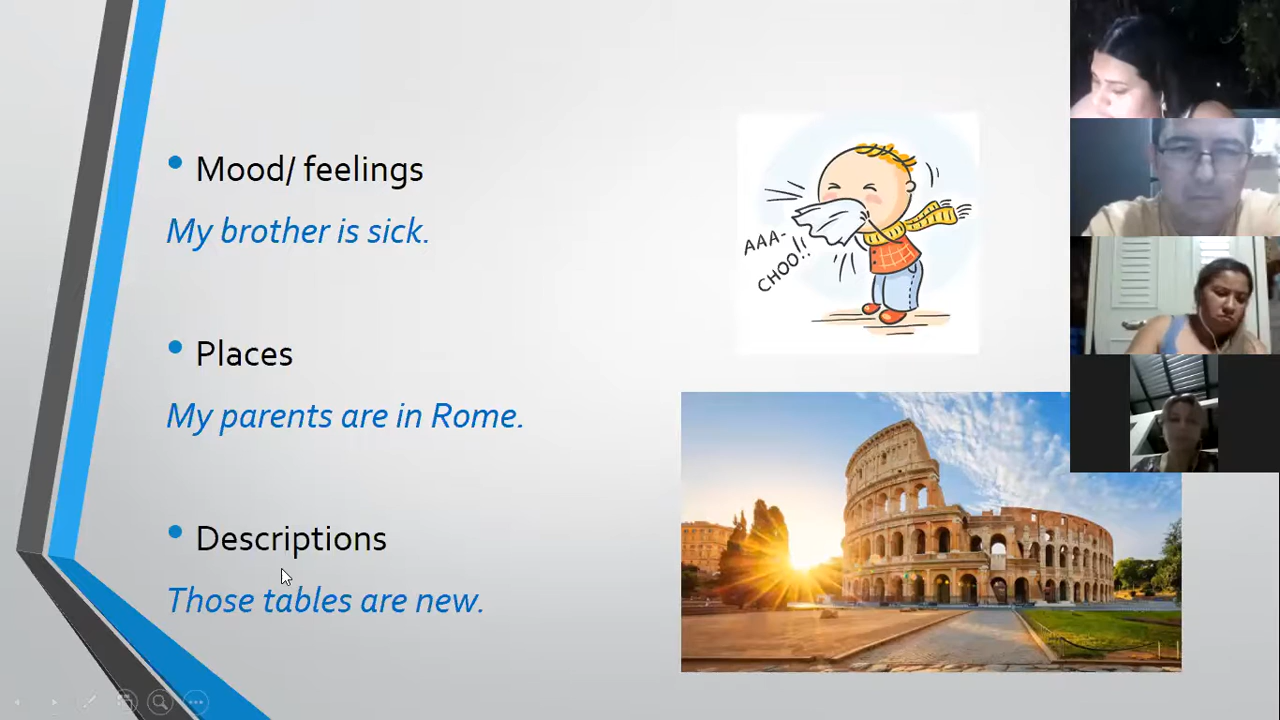 Mood/ feelings
My brother is sick.
AAA-
CHOO!!
Places
My parents are in Rome.
Descriptions
Those tables are new.